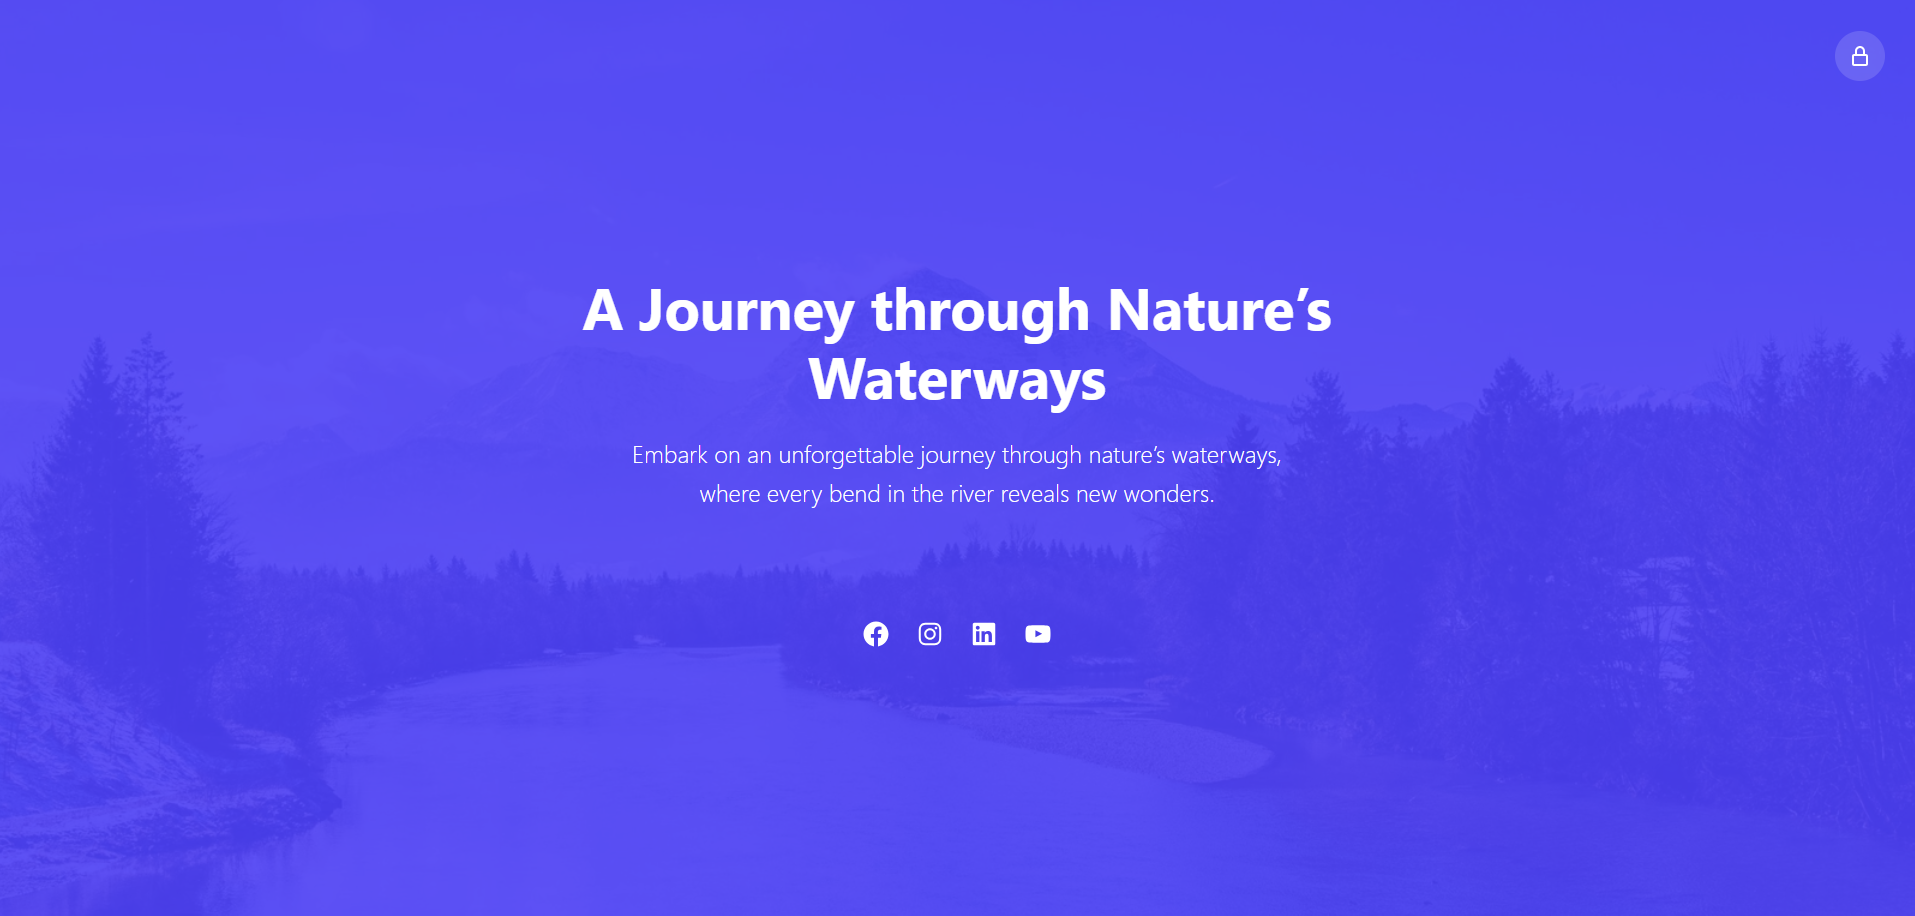 A Journey through Nature’s
Waterways
Embark on an unforgettable journey through nature’s waterways,
where every bend in the river reveals new wonders.